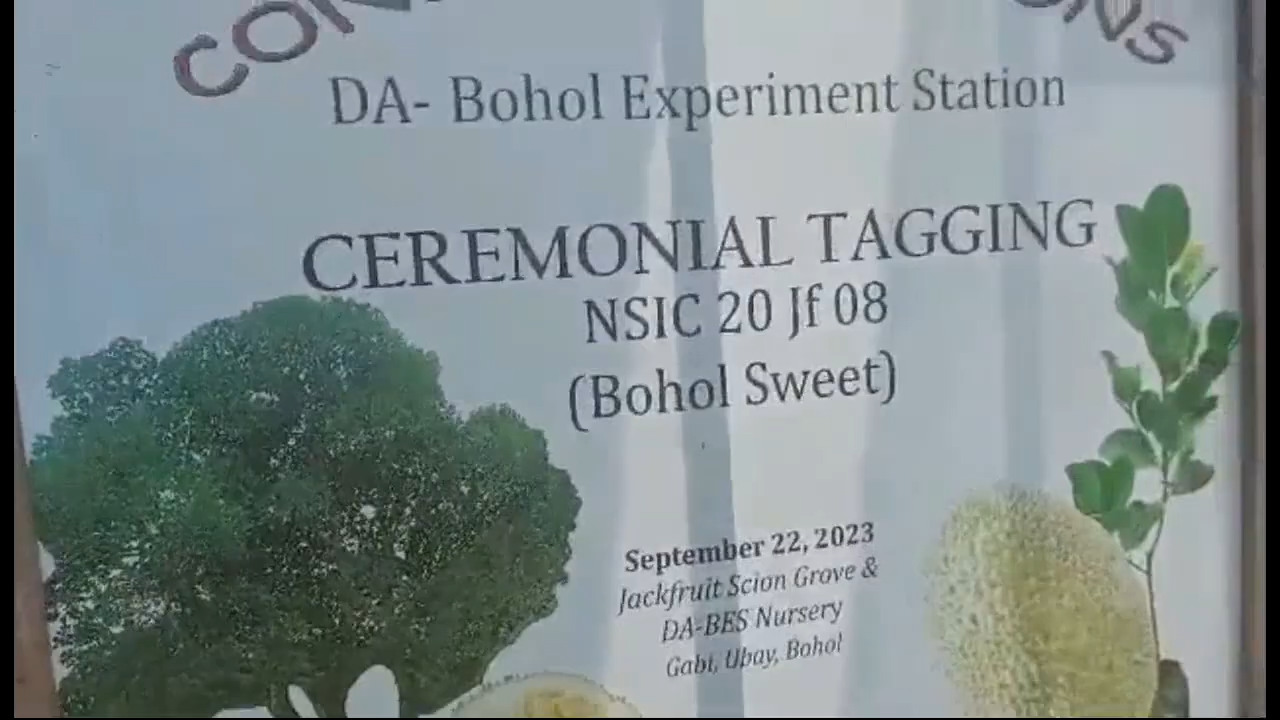 DA- Bohol Experiment Station
CEREMONIAL TAGGING
NSIC 20 Jf 08
(Bohol Sweet)
September 22, 2023
Jackfruit Scion Grove &
DA-BES Nursery
Gabi, Ubay, Bohol